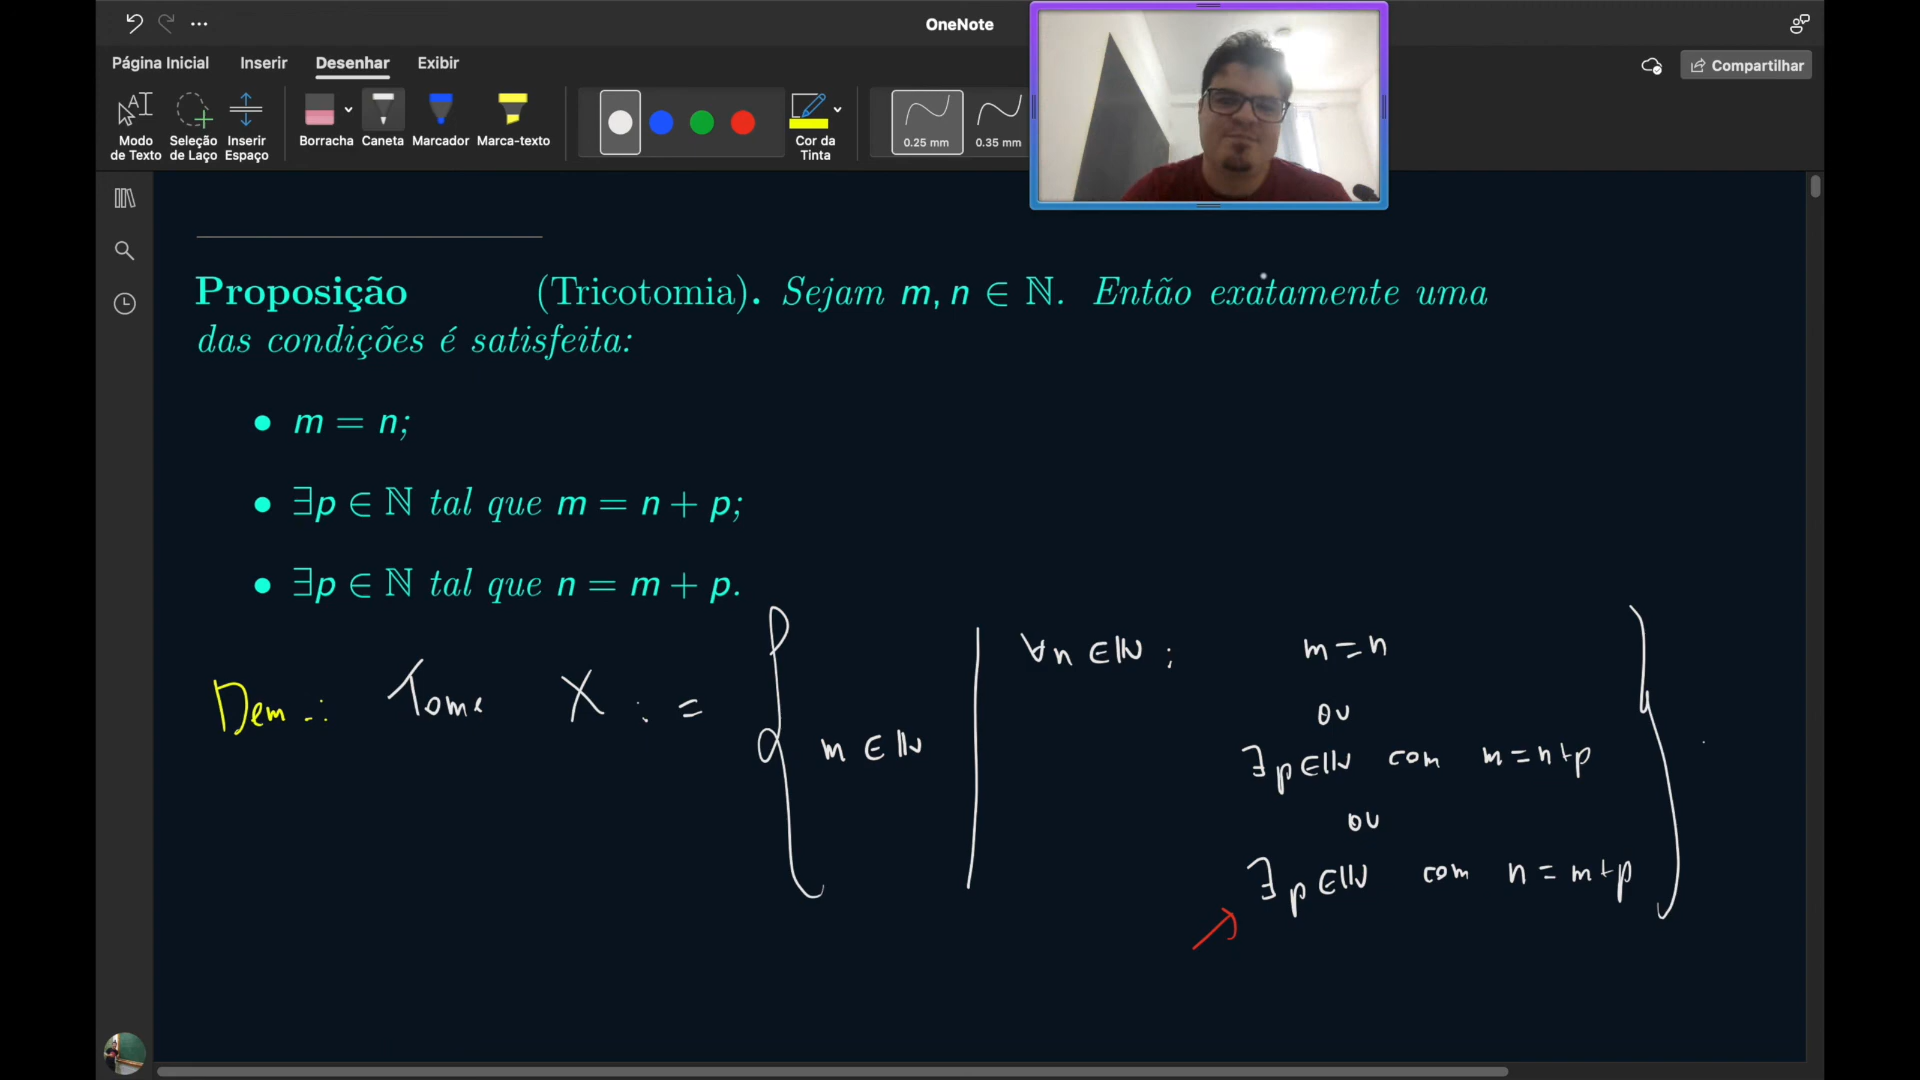 OneNote
Página Inicial Inserir Desenhar Exibir
Compartilhar
Modo de Texto
Seleção de Laço
Inserir Espaço
Borracha
Caneta
Marcador
Marca-texto
Cor da Tinta
0.25 mm
0.35 mm
Proposição (Tricotomia). Sejam m, n ∈ ℕ. Então exatamente uma
das condições é satisfeita:
• m = n;
• ∃p ∈ ℕ tal que m = n + p;
• ∃p ∈ ℕ tal que n = m + p.
Dem.: Tome X := { m ∈ ℕ | ∀n ∈ ℕ; m = n
ou
∃p ∈ ℕ com m = n+p
ou
∃p ∈ ℕ com n = m+p }